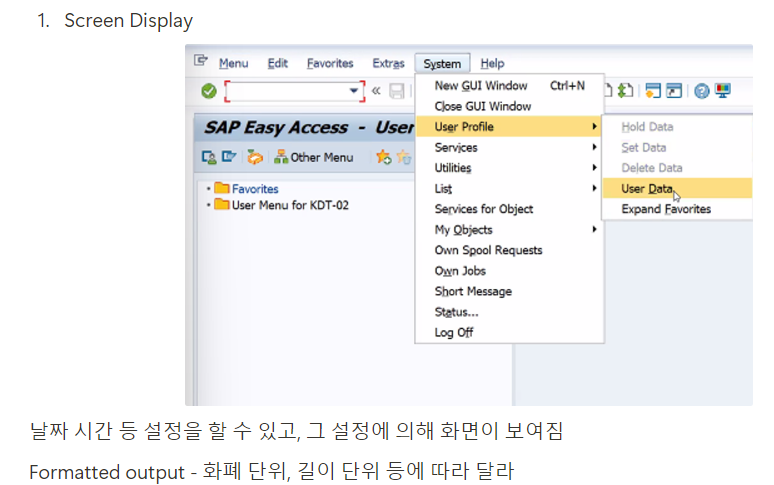 1. Screen Display
Menu Edit Favorites Extras System Help
New GUI Window Ctrl+N
Close GUI Window
SAP Easy Access - User
User Profile
Hold Data
Services
Set Data
Other Menu
Utilities
Delete Data
Favorites
List
User Data
User Menu for KDT-02
Services for Object
Expand Favorites
My Objects
Own Spool Requests
Own Jobs
Short Message
Status...
Log Off
날짜 시간 등 설정을 할 수 있고, 그 설정에 의해 화면이 보여짐
Formatted output - 화폐 단위, 길이 단위 등에 따라 달라